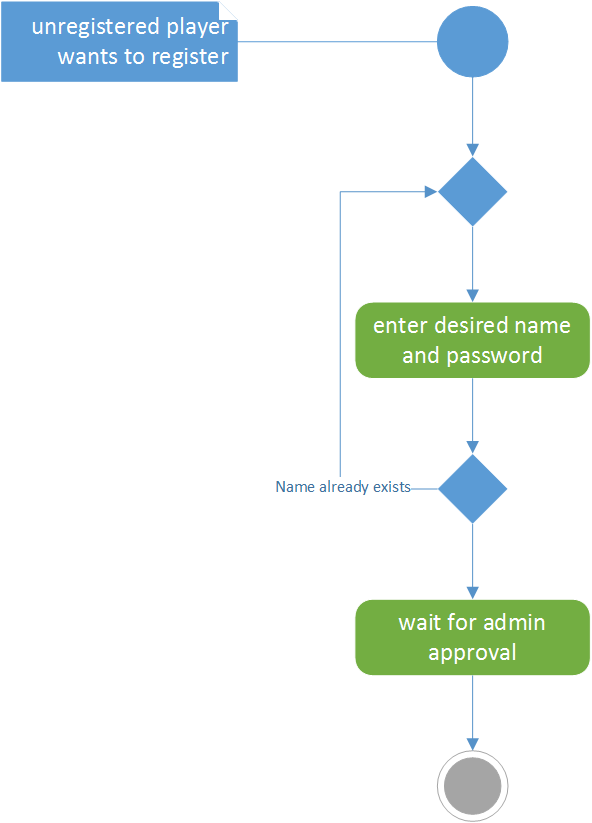 unregistered player
wants to register
enter desired name
and password
Name already exists
wait for admin
approval